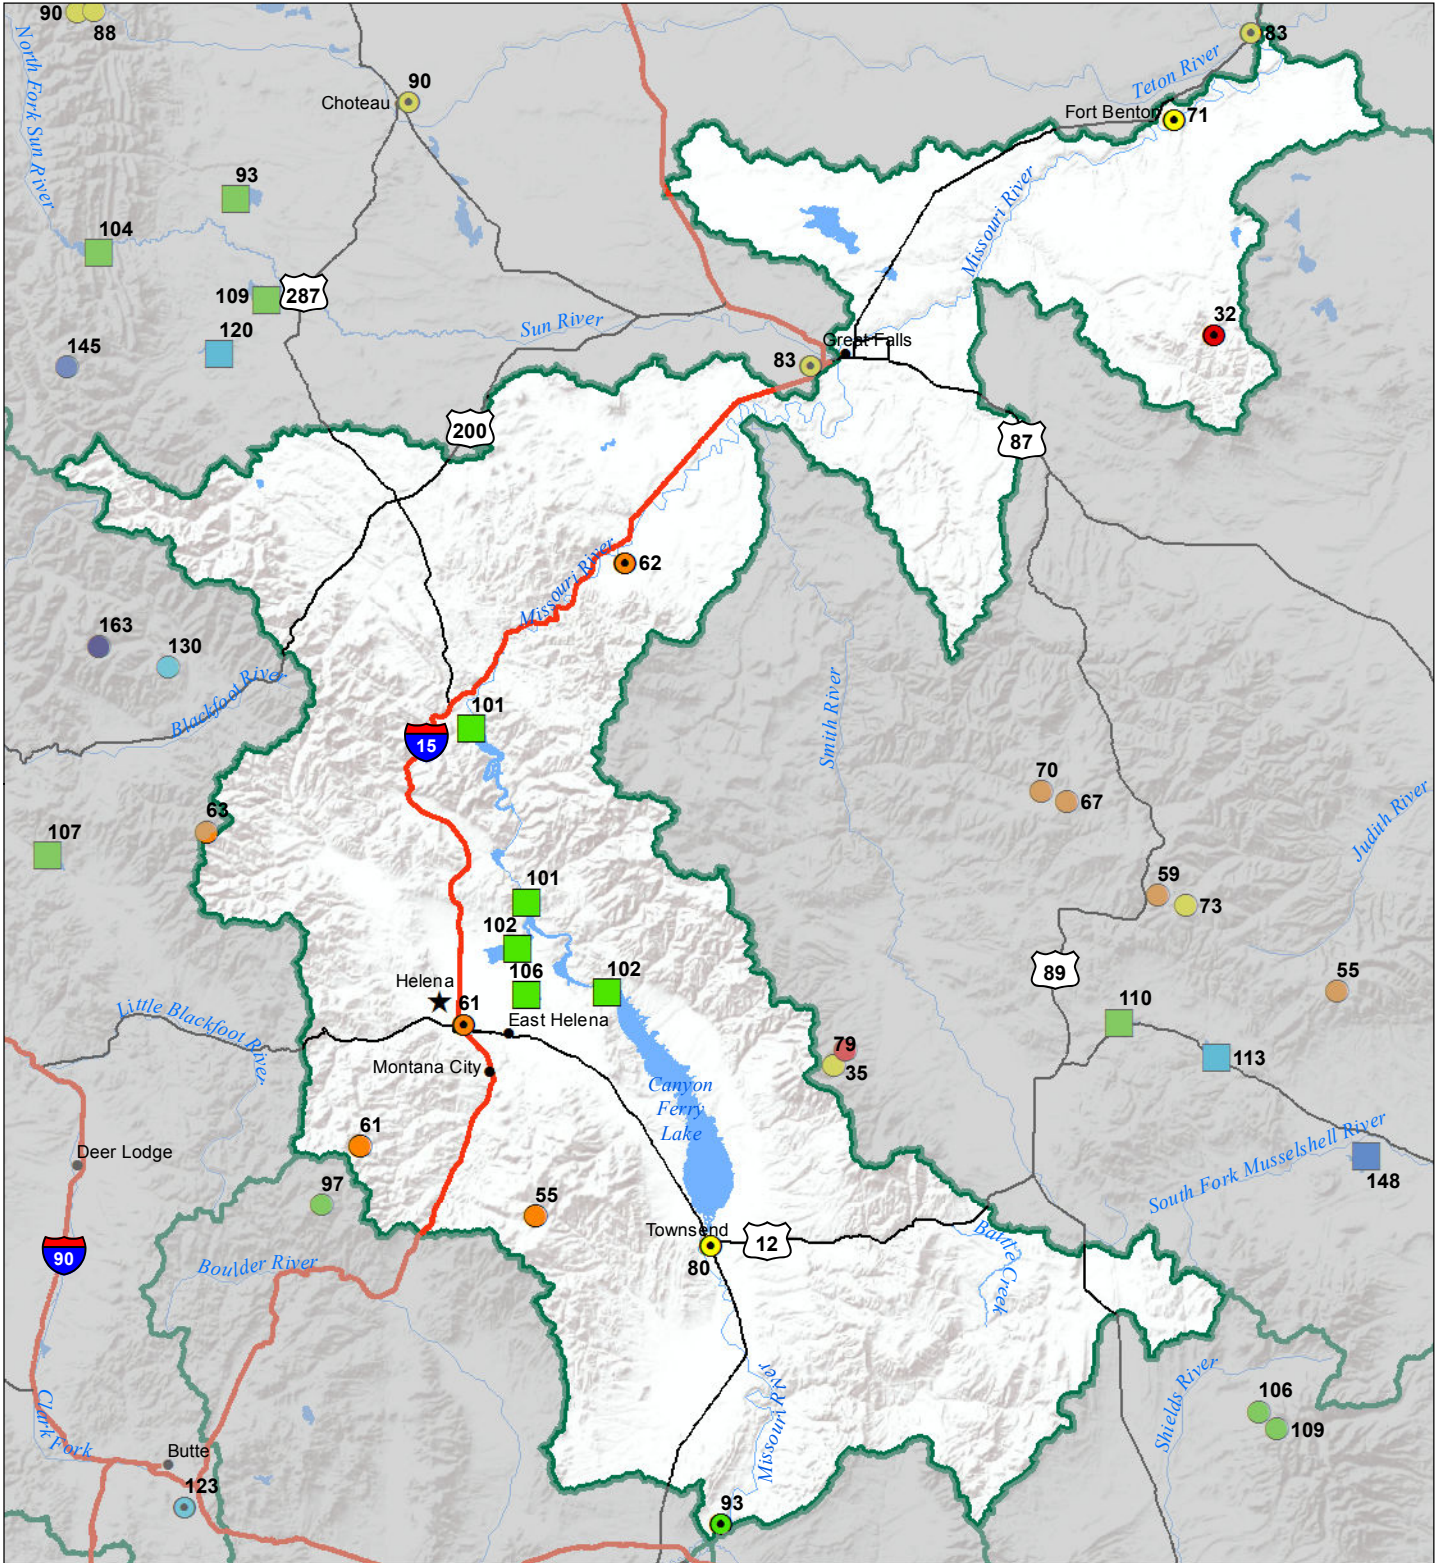 90
88
83
North Fork Sun River
Choteau
90
Teton River
Fort Benton
71
93
104
Missouri River
109
287
120
145
Sun River
32
Great Falls
83
200
87
Missouri River
62
163
130
Blackfoot River
Smith River
101
15
70
67
63
107
Judith River
101
59
73
102
106
102
Helena
89
55
61
East Helena
Little Blackfoot River
110
79
35
113
Montana City
Canyon
Ferry
Lake
61
Deer Lodge
South Fork Musselshell River
148
97
55
Townsend
12
80
Battle Creek
90
Boulder River
Missouri River
Shields River
106
109
Clark Fork
Butte
123
93